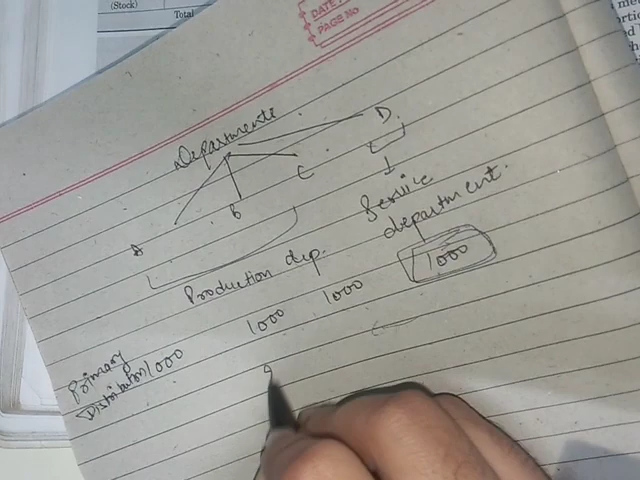 (Stock)
Total
DATE
PAGE NO
Departments
D.
C
B
A
Service
department.
Production dep.
1000
1000 1000
Primary
Distribution 1000